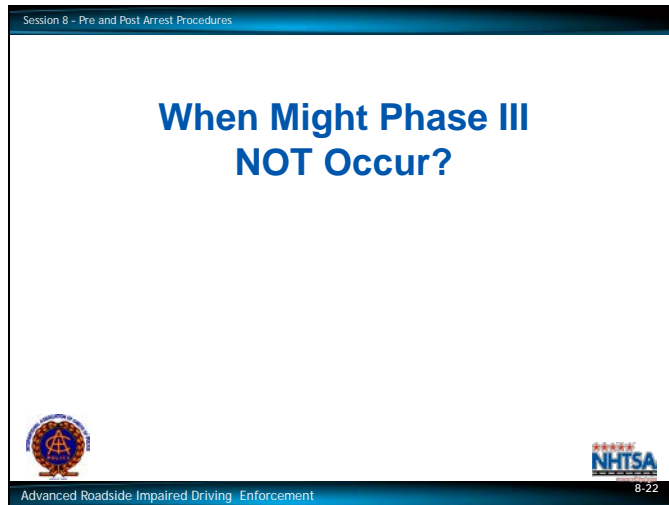 Session 8 - Pre and Post Arrest Procedures
When Might Phase III
NOT Occur?
NHTSA
Advanced Roadside Impaired Driving Enforcement
8-22